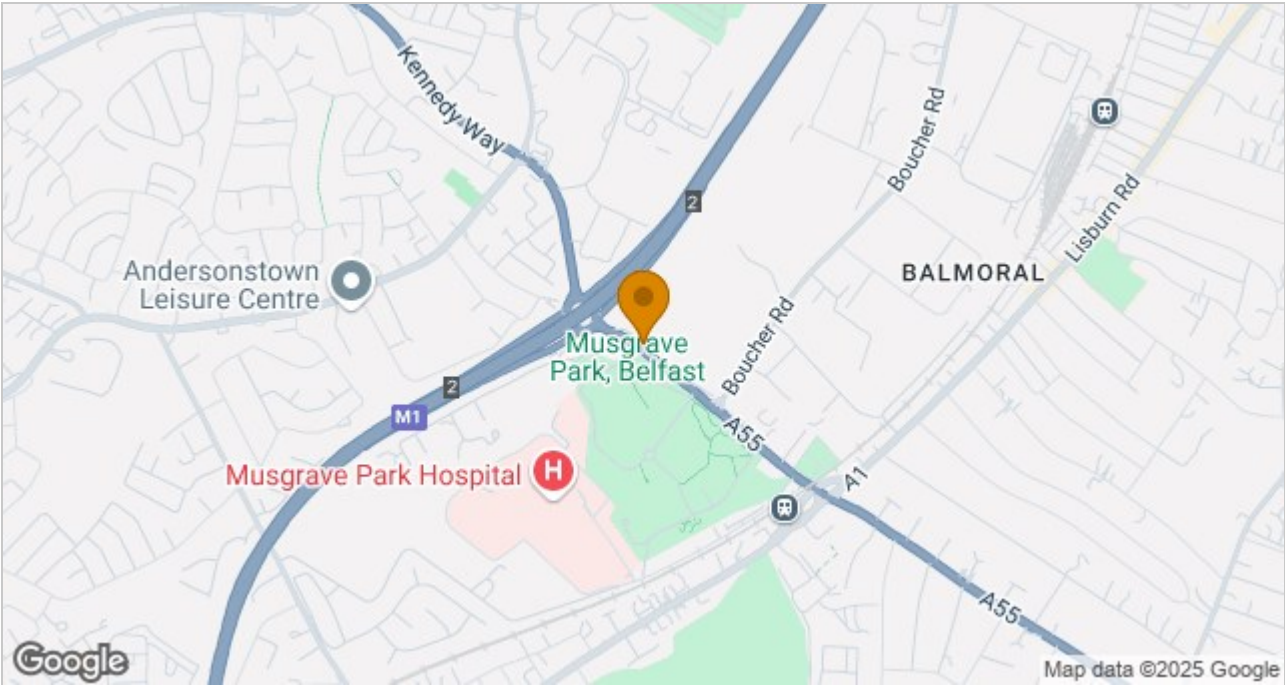 Kennedy Way
Boucher Rd
2
Lisburn Rd
Andersonstown
Leisure Centre
BALMORAL
Musgrave
Park, Belfast
Boucher Rd
2
M1
A55
Musgrave Park Hospital
H
A1
A55
Google
Map data ©2025 Google